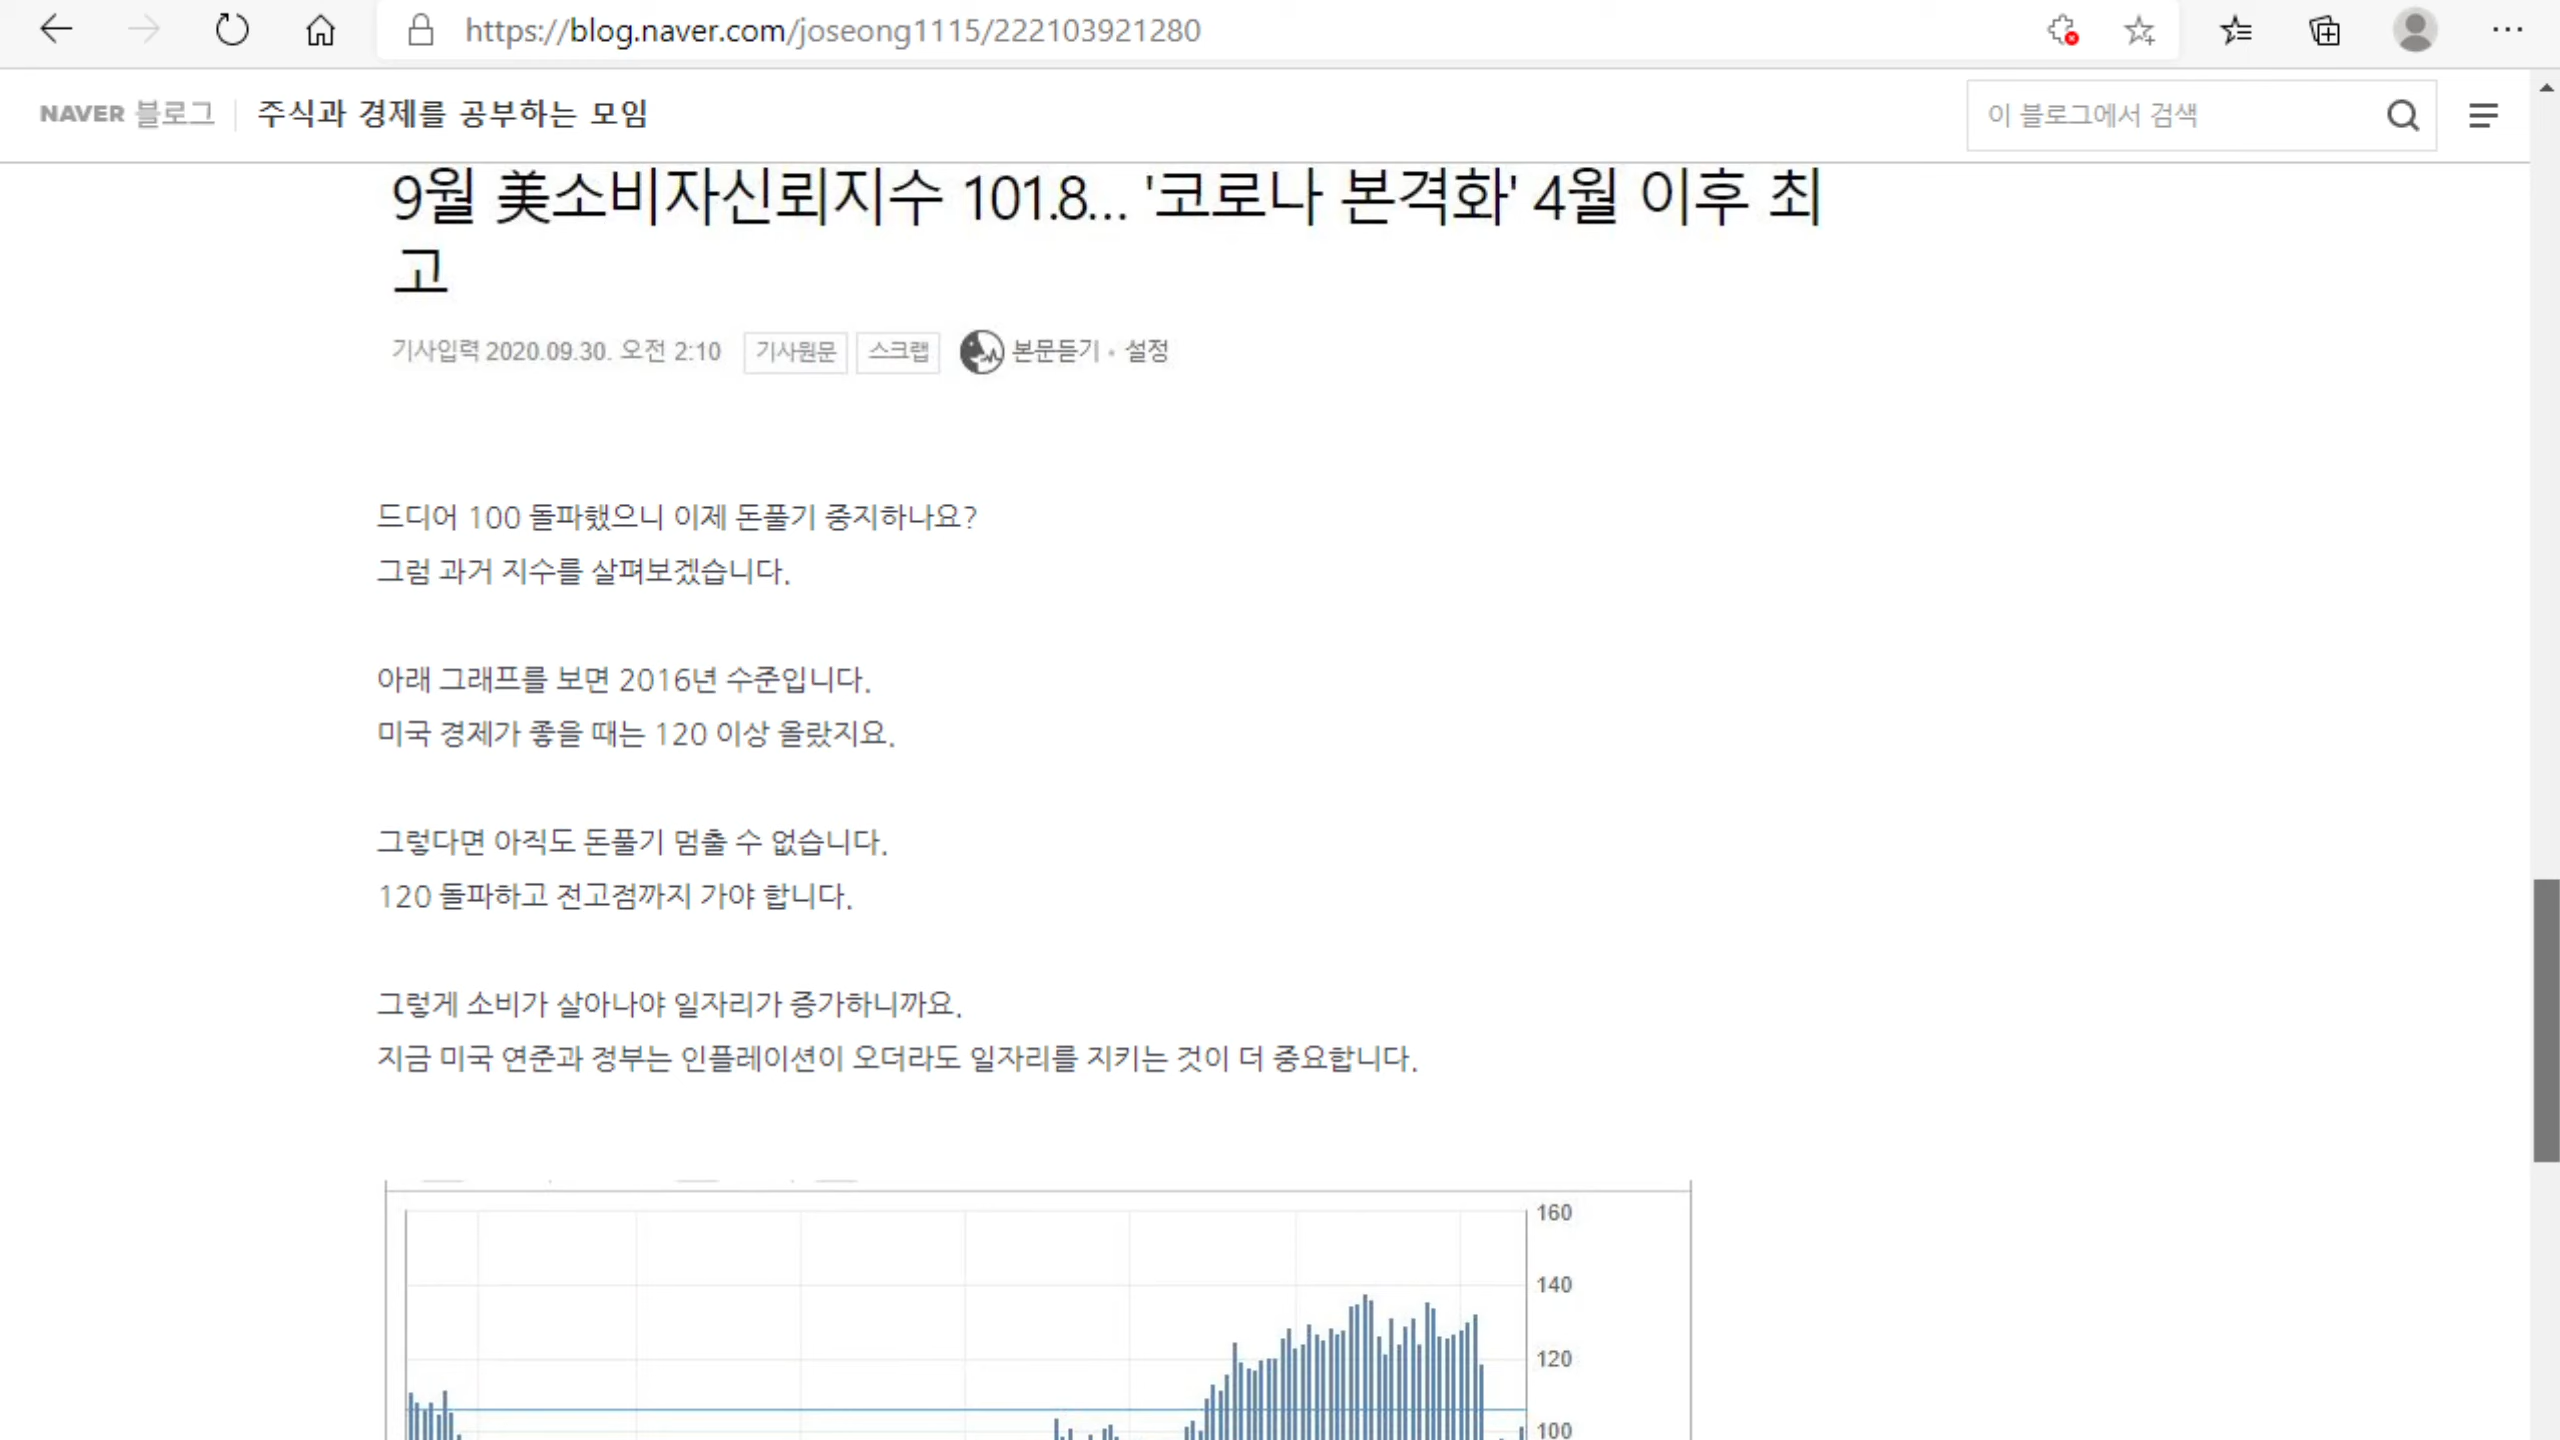 https://blog.naver.com/joseong1115/222103921280
NAVER 블로그
주식과 경제를 공부하는 모임
이 블로그에서 검색
9월 美소비자신뢰지수 101.8... '코로나 본격화' 4월 이후 최
고
기사입력 2020.09.30. 오전 2:10 기사원문 스크랩 본문듣기 · 설정
드디어 100 돌파했으니 이제 돈풀기 중지하나요?
그럼 과거 지수를 살펴보겠습니다.
아래 그래프를 보면 2016년 수준입니다.
미국 경제가 좋을 때는 120 이상 올랐지요.
그렇다면 아직도 돈풀기 멈출 수 없습니다.
120 돌파하고 전고점까지 가야 합니다.
그렇게 소비가 살아나야 일자리가 증가하니까요.
지금 미국 연준과 정부는 인플레이션이 오더라도 일자리를 지키는 것이 더 중요합니다.
160
140
120
100